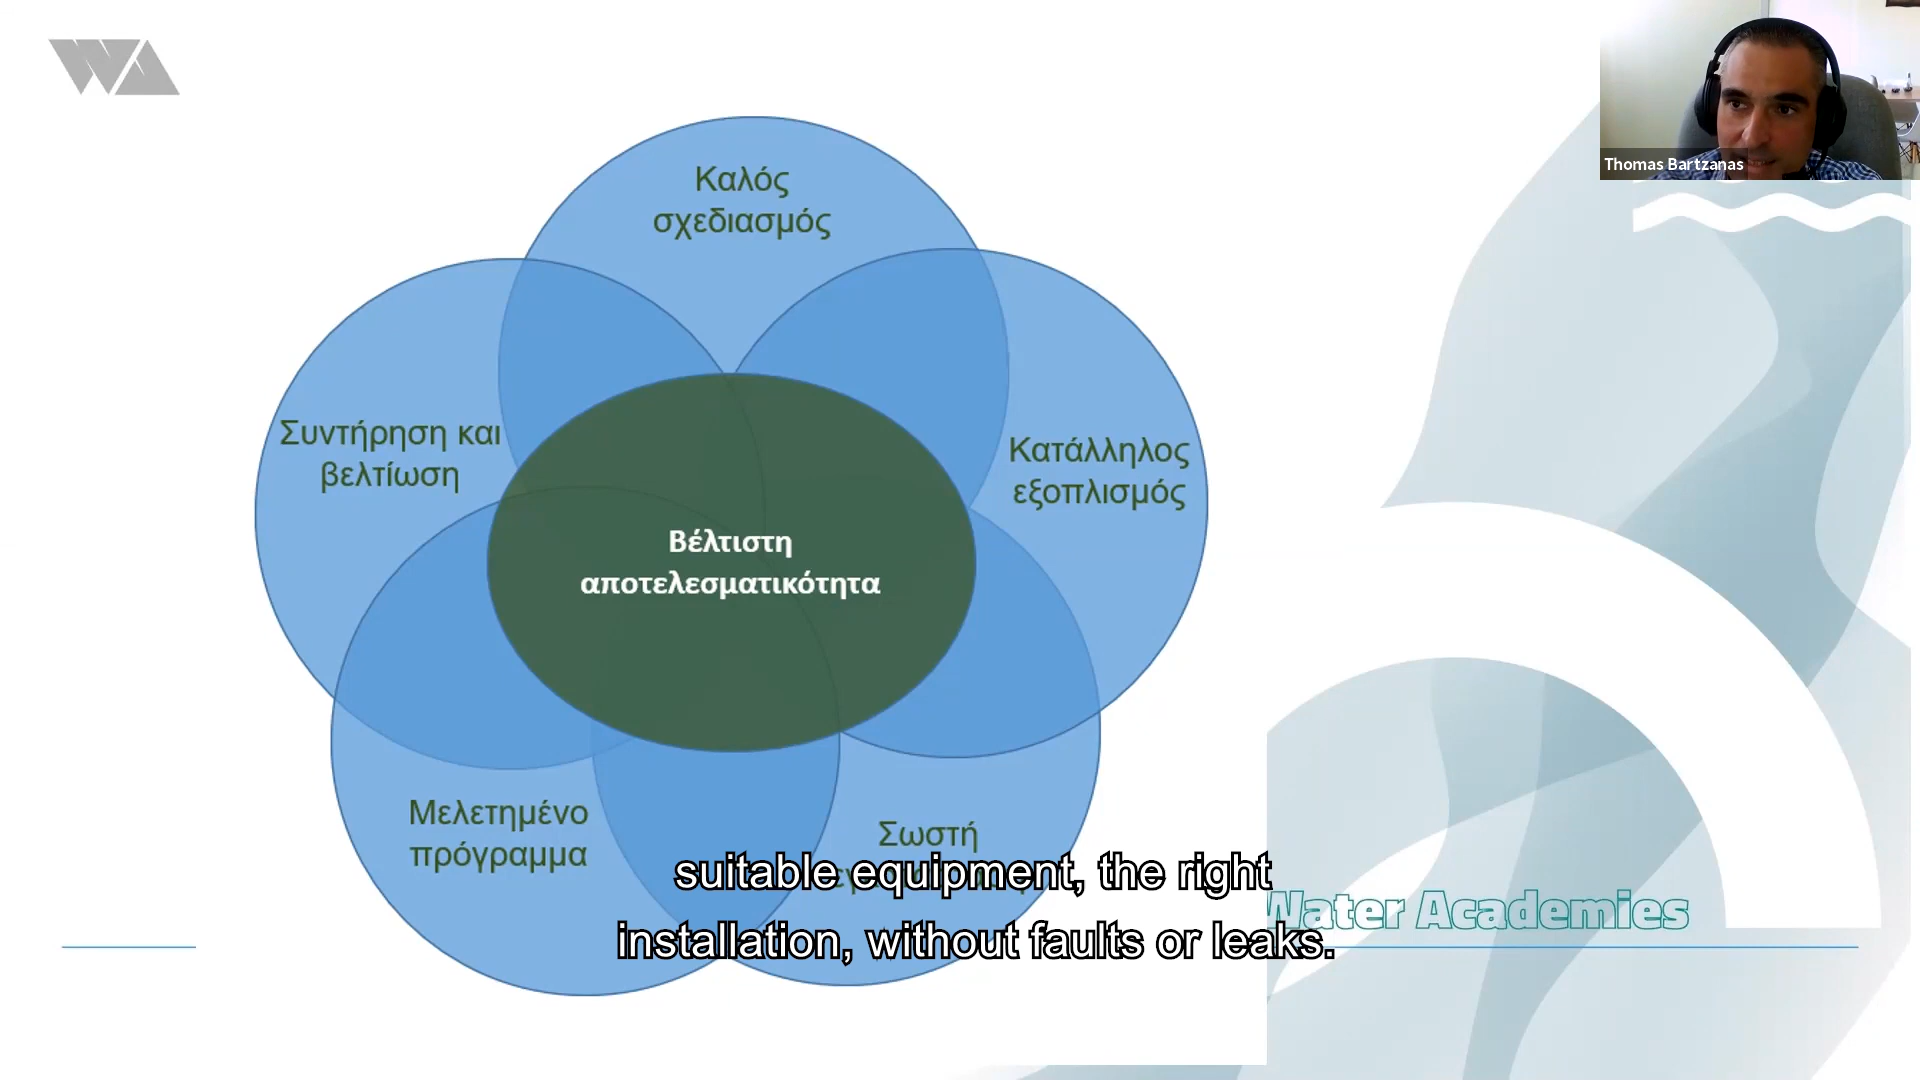 WA
Thomas Bartzanas
Καλός
σχεδιασμός
Συντήρηση και
βελτίωση
Κατάλληλος
εξοπλισμός
Βέλτιστη
αποτελεσματικότητα
Μελετημένο
πρόγραμμα
Σωστή
suitable equipment, the right
installation, without faults or leaks.
Water Academies